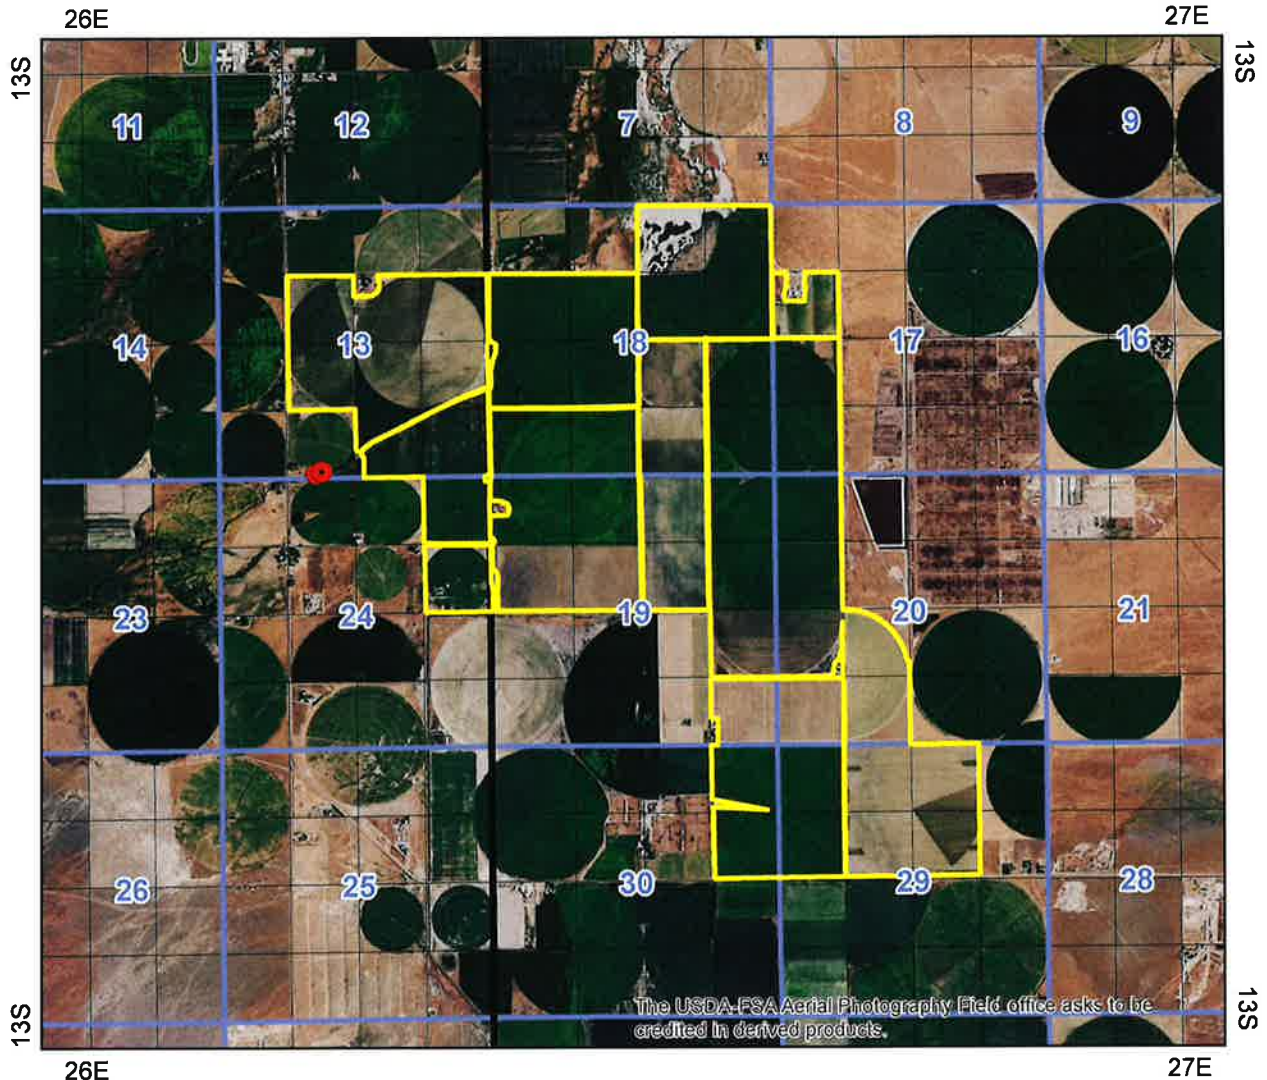 26E
27E
13S
13S
11
12
7
8
9
14
13
18
17
16
23
24
19
20
21
26
25
30
29
28
The USDA-FSA Aerial Photography Field office asks to be
credited in derived products.
13S
13S
26E
27E